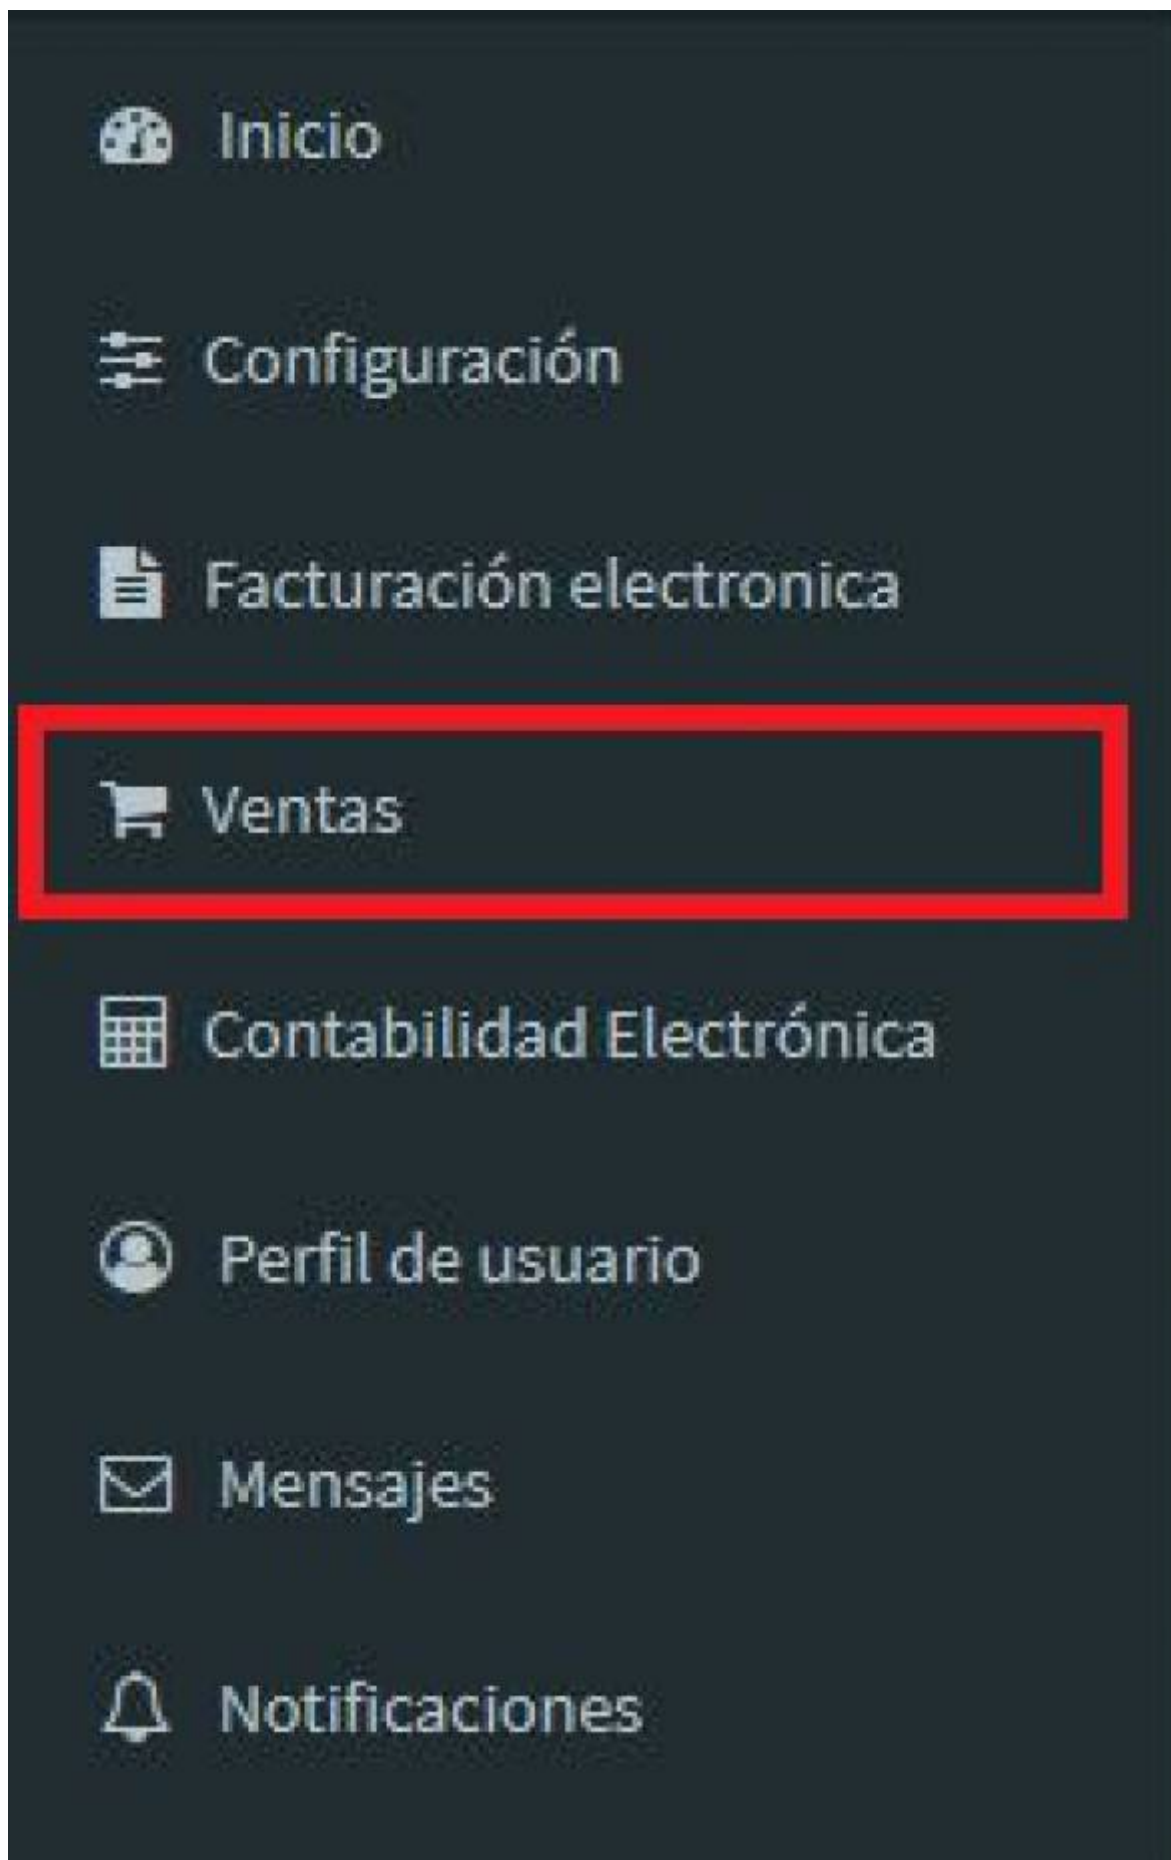 Inicio
Configuración
Facturación electronica
Ventas
Contabilidad Electrónica
Perfil de usuario
Mensajes
Notificaciones